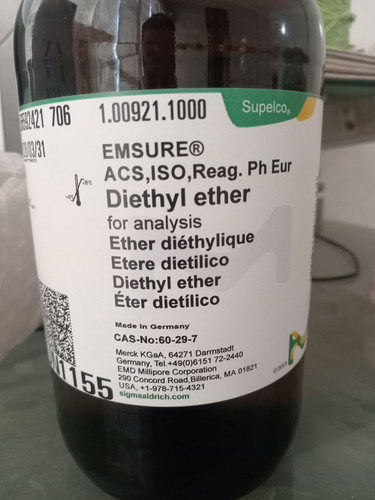 706
1.00921.1000
Supelco®
EMSURE®
ACS,ISO,Reag. Ph Eur
Diethyl ether
for analysis
Ether diéthylique
Etere dietilico
Diethyl ether
Éter dietílico
Made in Germany
CAS-No:60-29-7
Merck KGaA, 64271 Darmstadt
Germany, Tel.+49(0)6151 72-2440
EMD Millipore Corporation
290 Concord Road,Billerica, MA 01821
USA, +1-978-715-4321
sigmaaldrich.com
1155